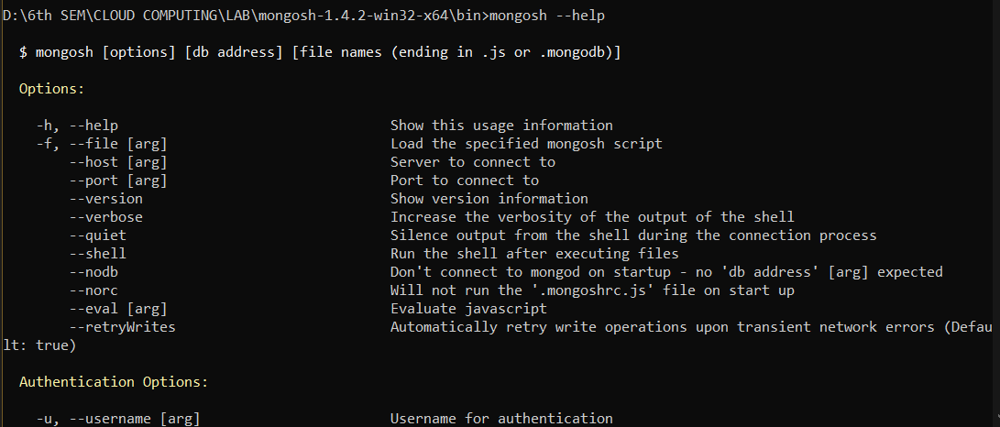 D:\6th SEM\CLOUD COMPUTING\LAB\mongosh-1.4.2-win32-x64\bin>mongosh --help
$ mongosh [options] [db address] [file names (ending in .js or .mongodb)]
Options:
-h, --help Show this usage information
-f, --file [arg] Load the specified mongosh script
--host [arg] Server to connect to
--port [arg] Port to connect to
--version Show version information
--verbose Increase the verbosity of the output of the shell
--quiet Silence output from the shell during the connection process
--shell Run the shell after executing files
--nodb Don't connect to mongod on startup - no 'db address' [arg] expected
--norc Will not run the '.mongoshrc.js' file on start up
--eval [arg] Evaluate javascript
--retryWrites Automatically retry write operations upon transient network errors (Defau
lt: true)
Authentication Options:
-u, --username [arg] Username for authentication